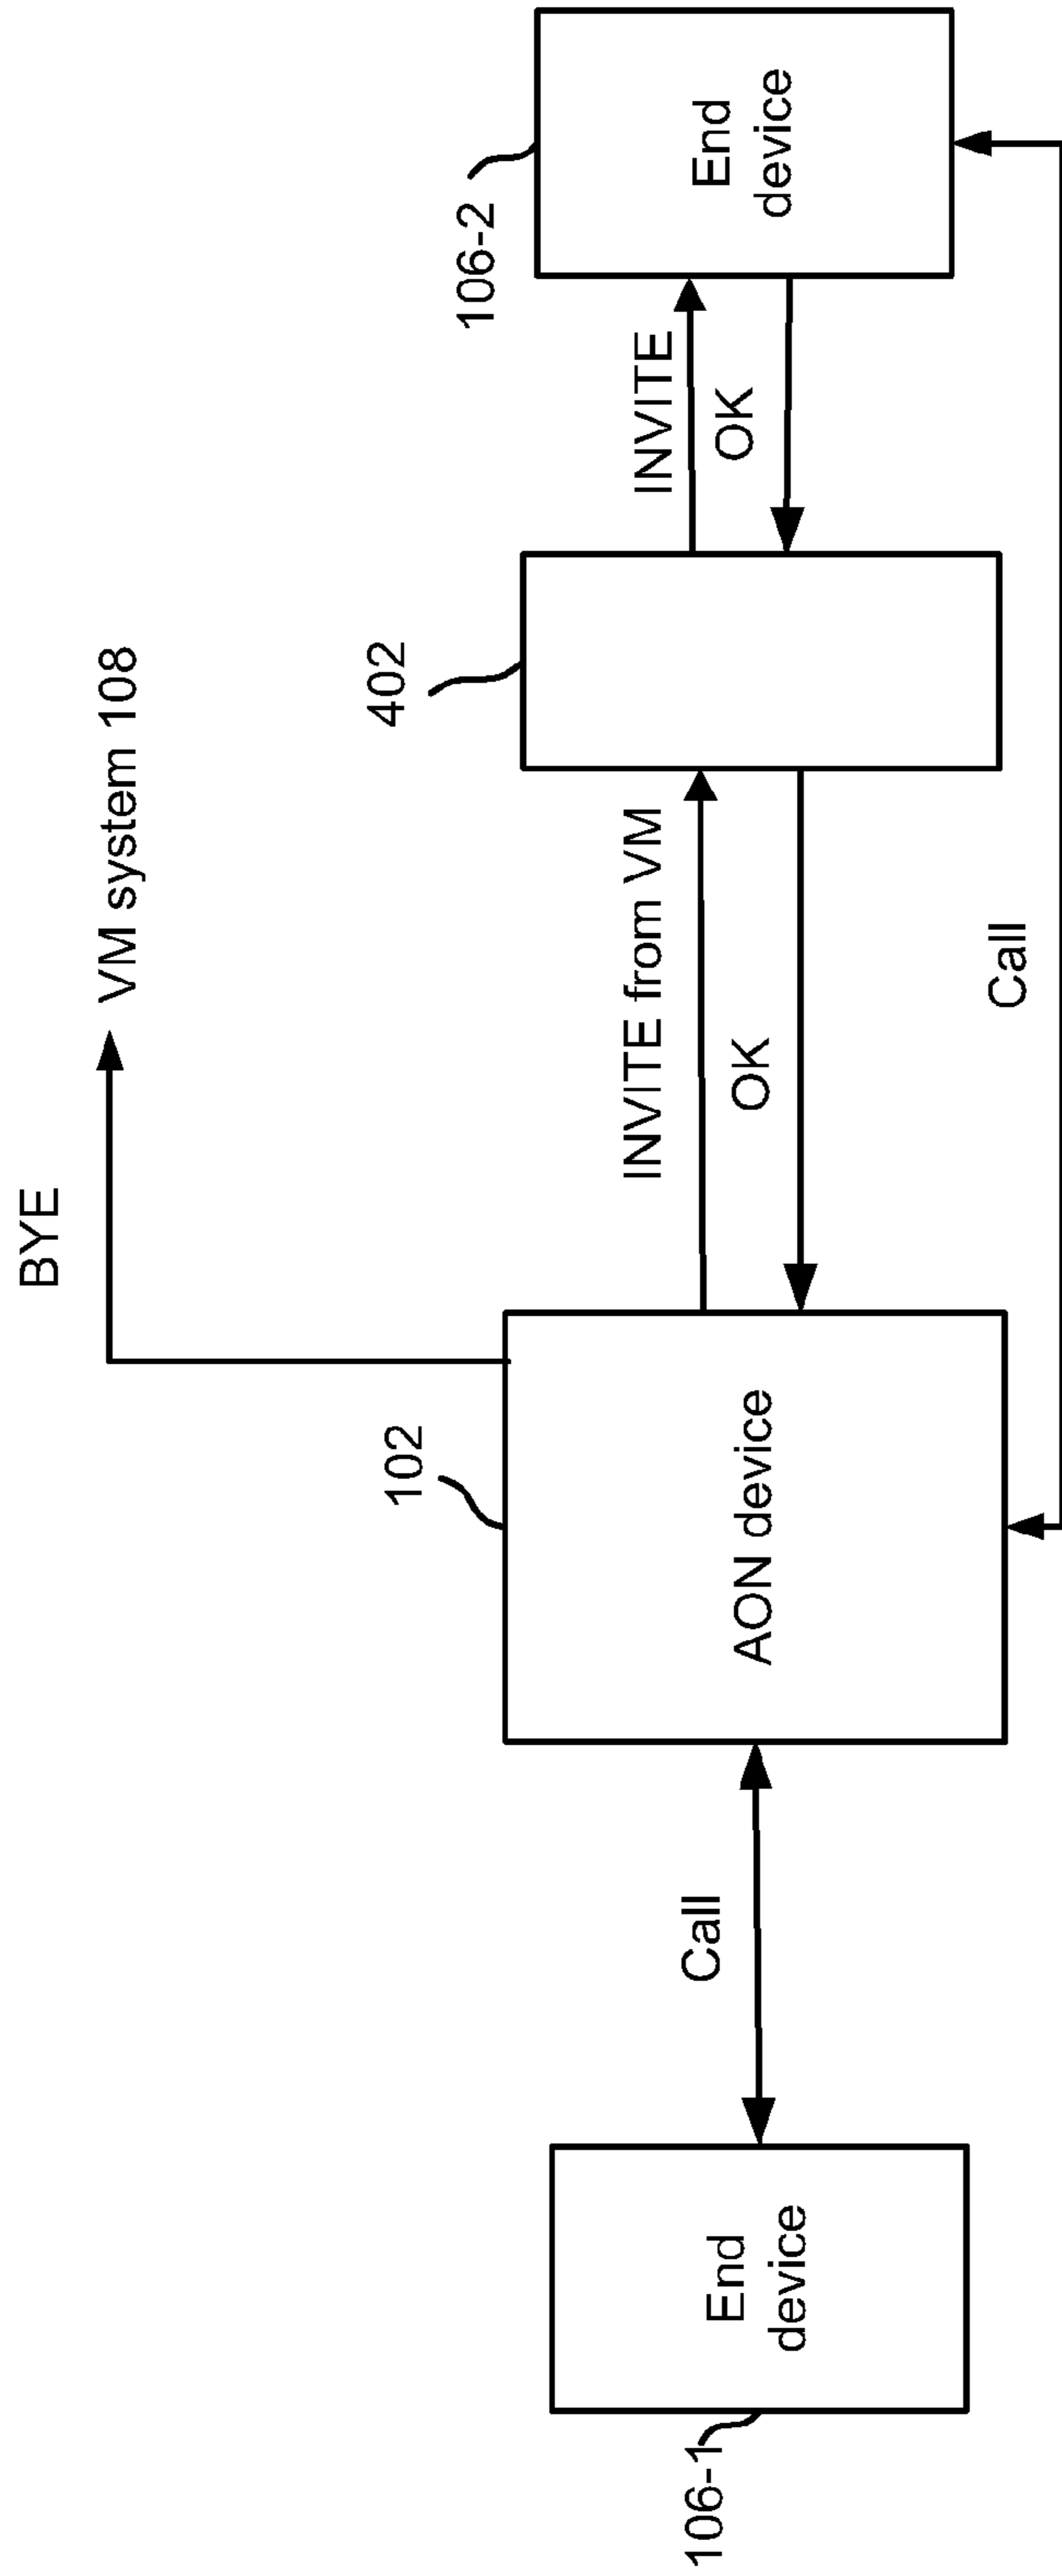 BYE
VM system 108
102
402
106-2
INVITE from VM
INVITE
OK
OK
End
device
106-1
Call
AON device
End
device
Call